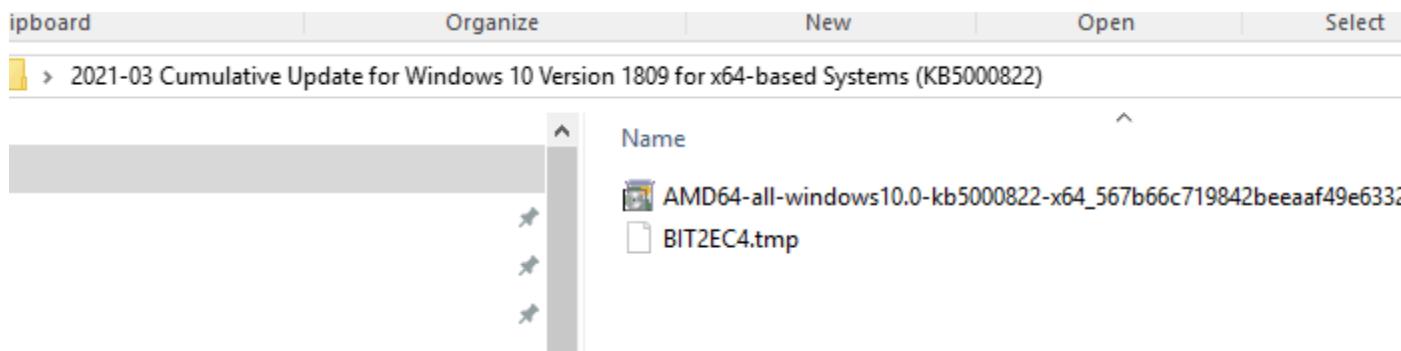 ipboard Organize New Open Select
2021-03 Cumulative Update for Windows 10 Version 1809 for x64-based Systems (KB5000822)
Name
AMD64-all-windows10.0-kb5000822-x64_567b66c719842beeaaf49e6332
BIT2EC4.tmp